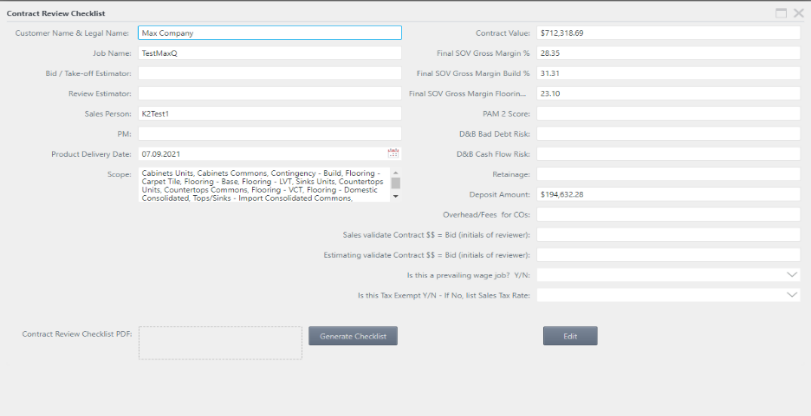 Contract Review Checklist
Customer Name & Legal Name: Max Company
Job Name: TestMaxQ
Bid / Take-off Estimator:
Review Estimator:
Sales Person: K2Test1
PM:
Product Delivery Date: 07.09.2021
Scope: Cabinets Units, Cabinets Commons, Contingency - Build, Flooring -
Carpet Tile, Flooring - Base, Flooring - LVT, Sinks Units, Countertops
Units, Countertops Commons, Flooring - VCT, Flooring - Domestic
Consolidated, Tops/Sinks - Import Consolidated Commons,
Contract Value: $712,318.69
Final SOV Gross Margin % 28.35
Final SOV Gross Margin Build % 31.31
Final SOV Gross Margin Floorin... 23.10
PAM 2 Score:
D&B Bad Debt Risk:
D&B Cash Flow Risk:
Retainage:
Deposit Amount: $194,632.28
Overhead/Fees for COs:
Sales validate Contract $$ = Bid (initials of reviewer):
Estimating validate Contract $$ = Bid (initials of reviewer):
Is this a prevailing wage job? Y/N:
Is this Tax Exempt Y/N - If No, list Sales Tax Rate:
Contract Review Checklist PDF:
Generate Checklist
Edit